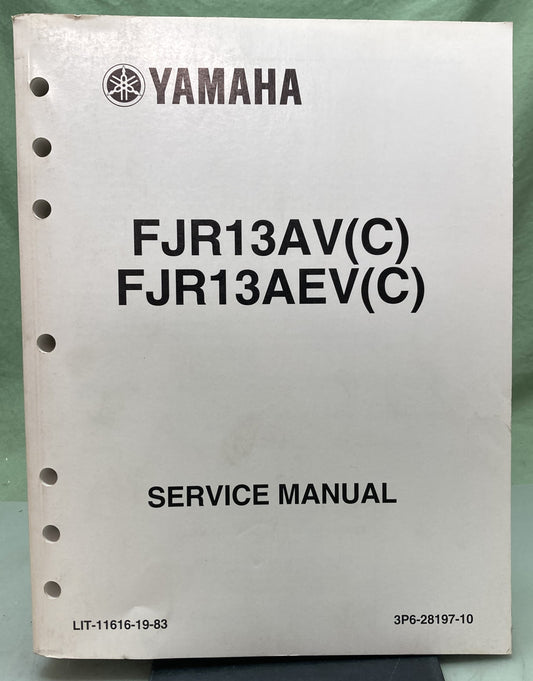 YAMAHA
FJR13AV(C)
FJR13AEV(C)
SERVICE MANUAL
LIT-11616-19-83
3P6-28197-10